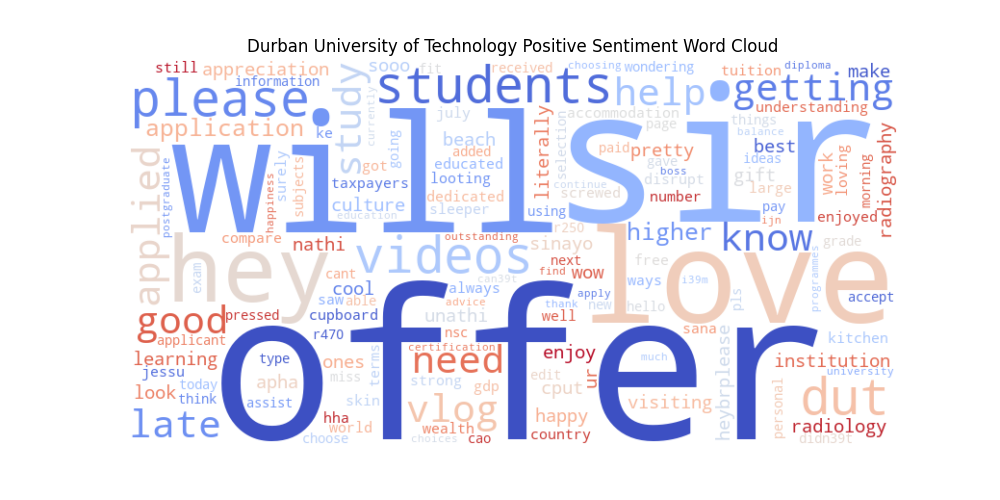 Durban University of Technology Positive Sentiment Word Cloud
still appreciation sooo fit received choosing wondering diploma
information tuition make
please students help getting
understanding
application ke study currently july accommodation page things
balance
will sir
beach literally selection paid pretty best
going added gave ideas work loving morning radiography
got educated disrupt boss gift
applied postgraduate happiness surely subjects taxpayers looting continue large
culture dedicated screwed number pay
education sleeper using ijn enjoyed
r250 higher know
compare nathi outstanding sinayo
hey videos love
next free grade
cant find wow
exam cool always can39t ways i39m programmes
saw able advice apply accept
pressed cupboard unathi thank new hello pls
good well
applicant r470 nsc sana kitchen
offer
certification
learning type ones terms need enjoy much institution
jessu university
today apha miss strong gdp edit ur
look think skin cput visiting heybrplease personal dut
assist
late hha vlog happy radiology
world wealth
choose choices cao country didn39t